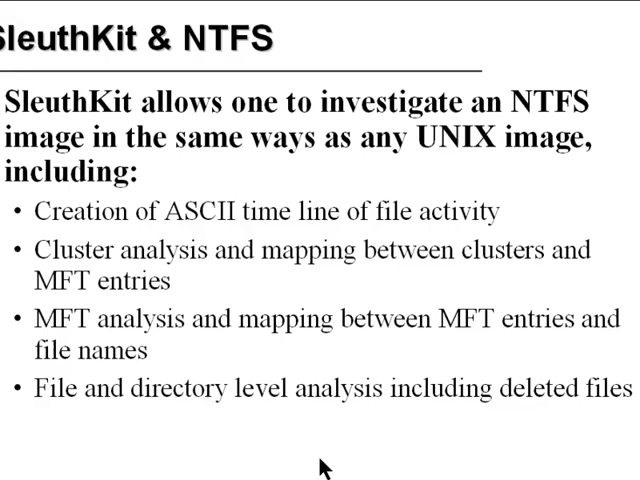 SleuthKit & NTFS
SleuthKit allows one to investigate an NTFS
image in the same ways as any UNIX image,
including:
• Creation of ASCII time line of file activity
• Cluster analysis and mapping between clusters and
MFT entries
• MFT analysis and mapping between MFT entries and
file names
• File and directory level analysis including deleted files